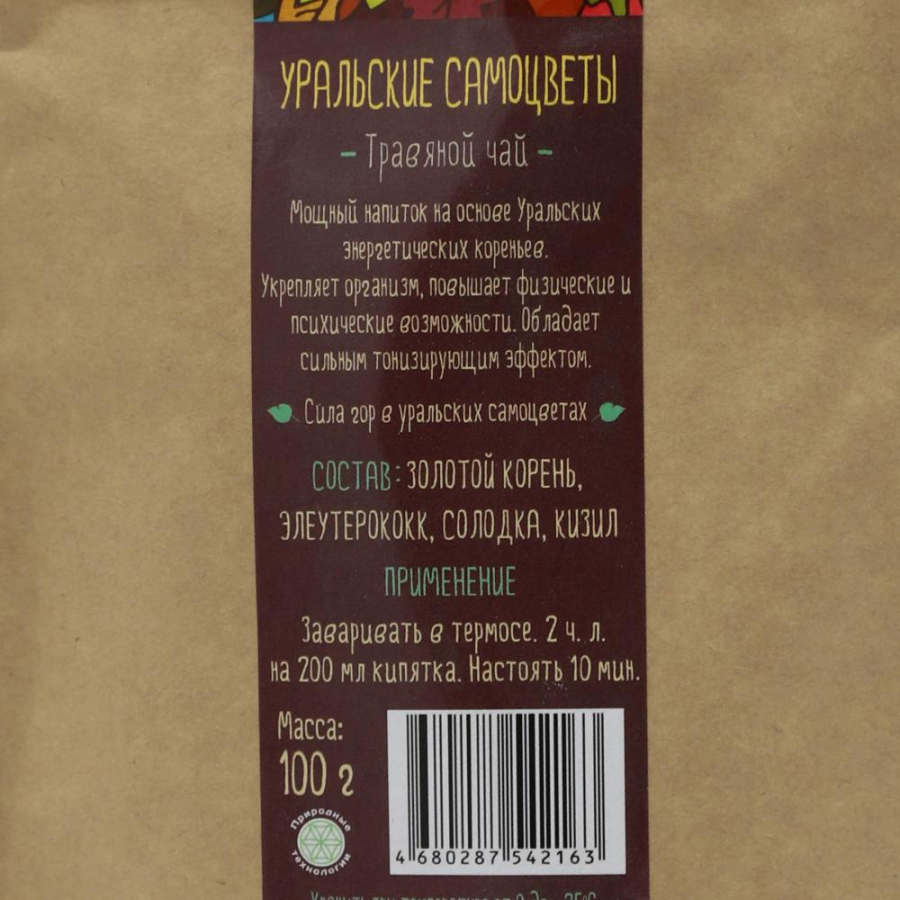 УРАЛЬСКИЕ САМОЦВЕТЫ
- Травяной чай -
Мощный напиток на основе Уральских
энергетических кореньев.
Укрепляет организм, повышает физические и
психические возможности. Обладает
сильным тонизирующим эффектом.
Сила гор в уральских самоцветах
СОСТАВ: ЗОЛОТОЙ КОРЕНЬ,
ЭЛЕУТЕРОКОКК, СОЛОДКА, КИЗИЛ
ПРИМЕНЕНИЕ
Заваривать в термосе. 2 ч. л.
на 200 мл кипятка. Настоять 10 мин.
Масса:
100 г
Природные
технологии
4 680287 542163